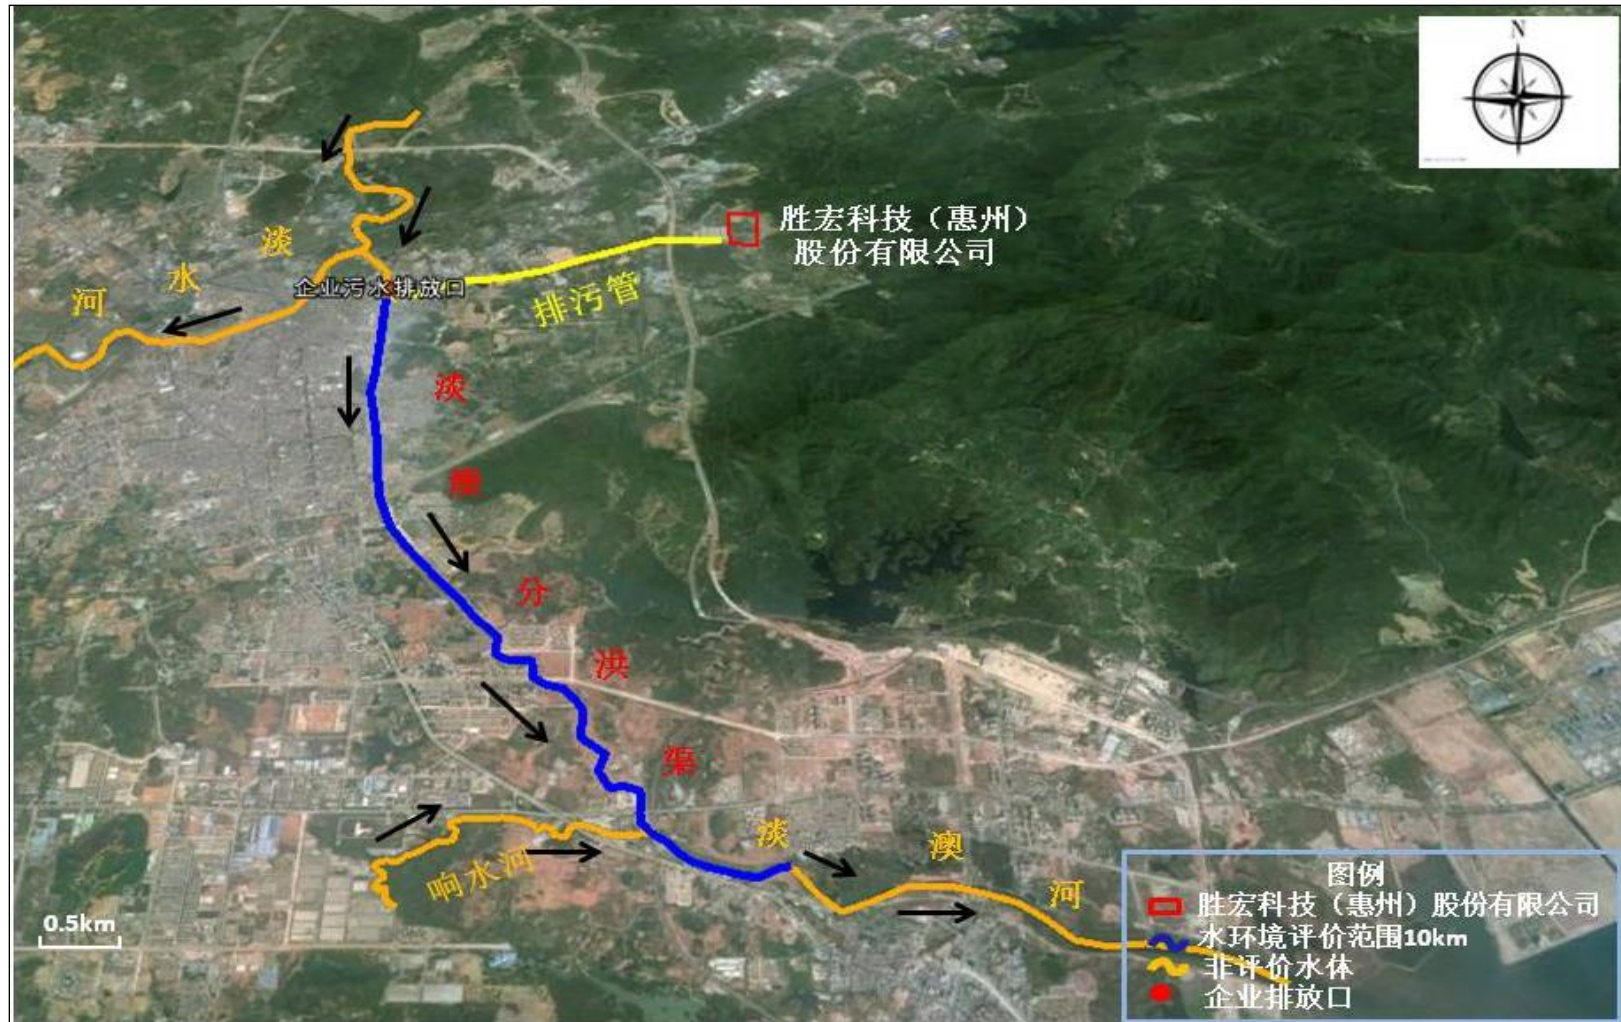 N
胜宏科技（惠州）
股份有限公司
淡
水
河
企业污水排放口
排污管
淡
澳
分
洪
渠
淡
澳
河
响水河
0.5km
图例
胜宏科技（惠州）股份有限公司
水环境评价范围10km
非评价水体
企业排放口